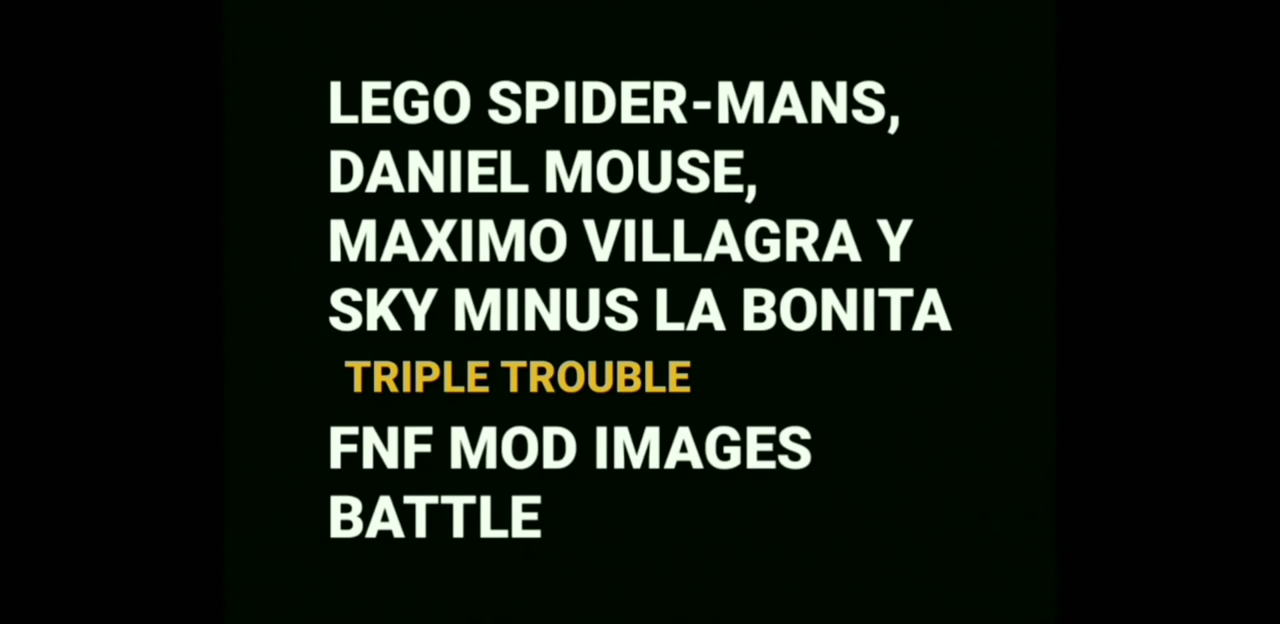 LEGO SPIDER-MANS,
DANIEL MOUSE,
MAXIMO VILLAGRA Y
SKY MINUS LA BONITA
TRIPLE TROUBLE
FNF MOD IMAGES
BATTLE